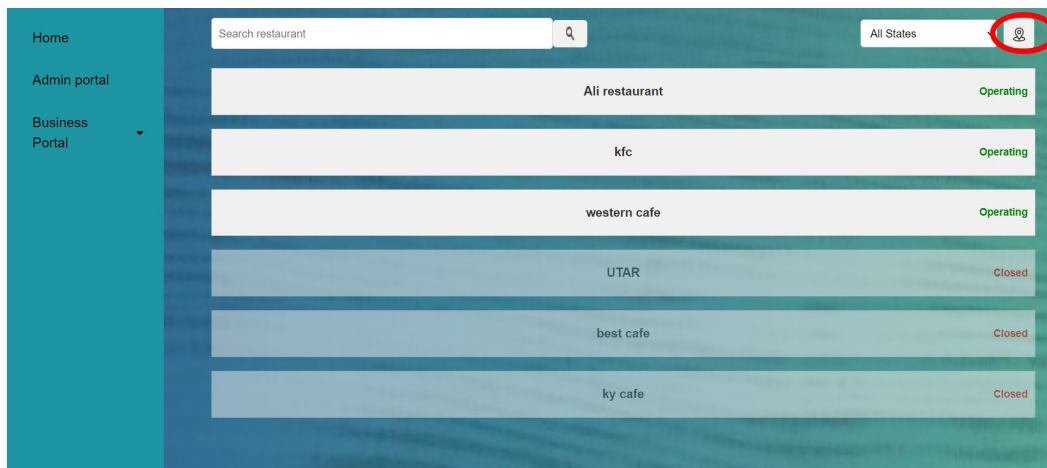 Home
Admin portal
Business
Portal
Search restaurant
All States
Ali restaurant Operating
kfc Operating
western cafe Operating
UTAR Closed
best cafe Closed
ky cafe Closed